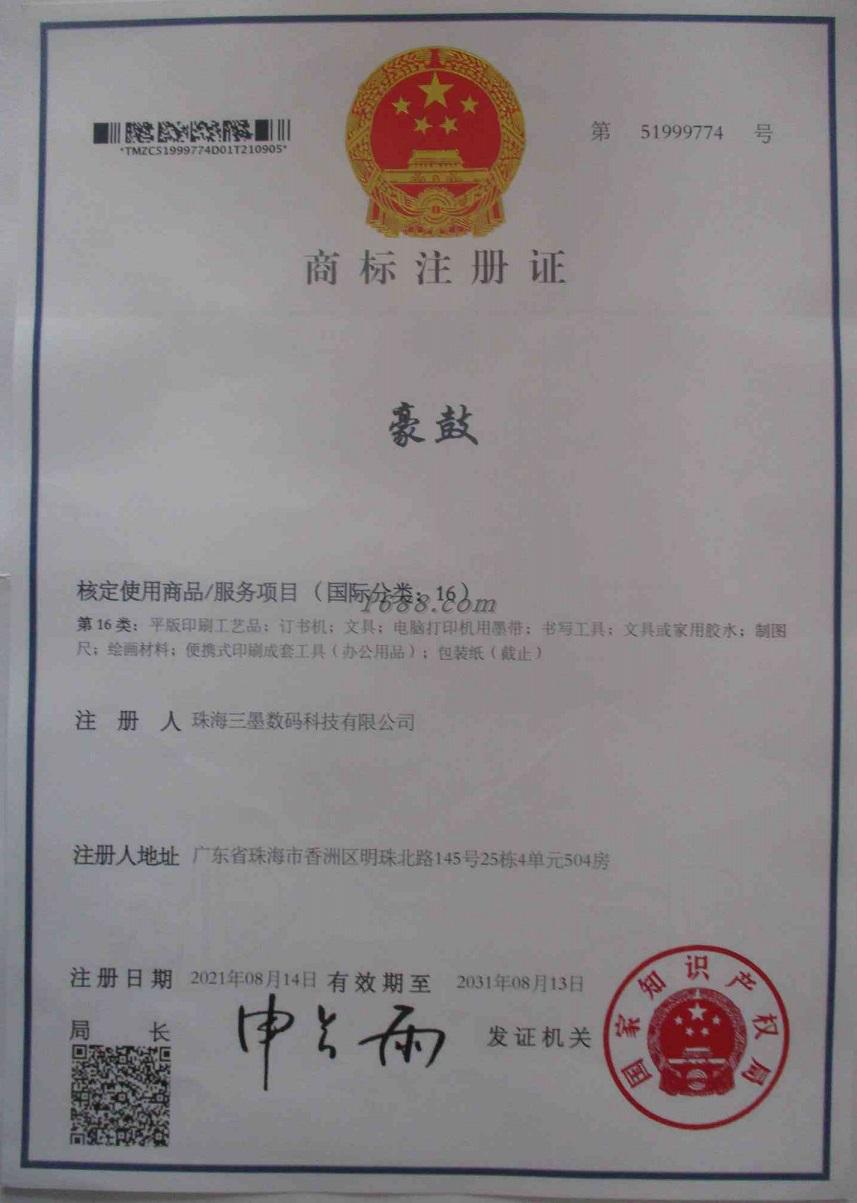 *TMZC51999774D01T210905*
第 51999774 号
商标注册证
豪鼓
核定使用商品/服务项目（国际分类：16）
1688.com
第16类：平版印刷工艺品；订书机；文具；电脑打印机用墨带；书写工具；文具或家用胶水；制图
尺；绘画材料；便携式印刷成套工具（办公用品）；包装纸（截止）
注 册 人 珠海三墨数码科技有限公司
注册人地址 广东省珠海市香洲区明珠北路145号25栋4单元504房
注册日期 2021年08月14日 有效期至 2031年08月13日
局 长 申长雨 发证机关
国家知识产权局